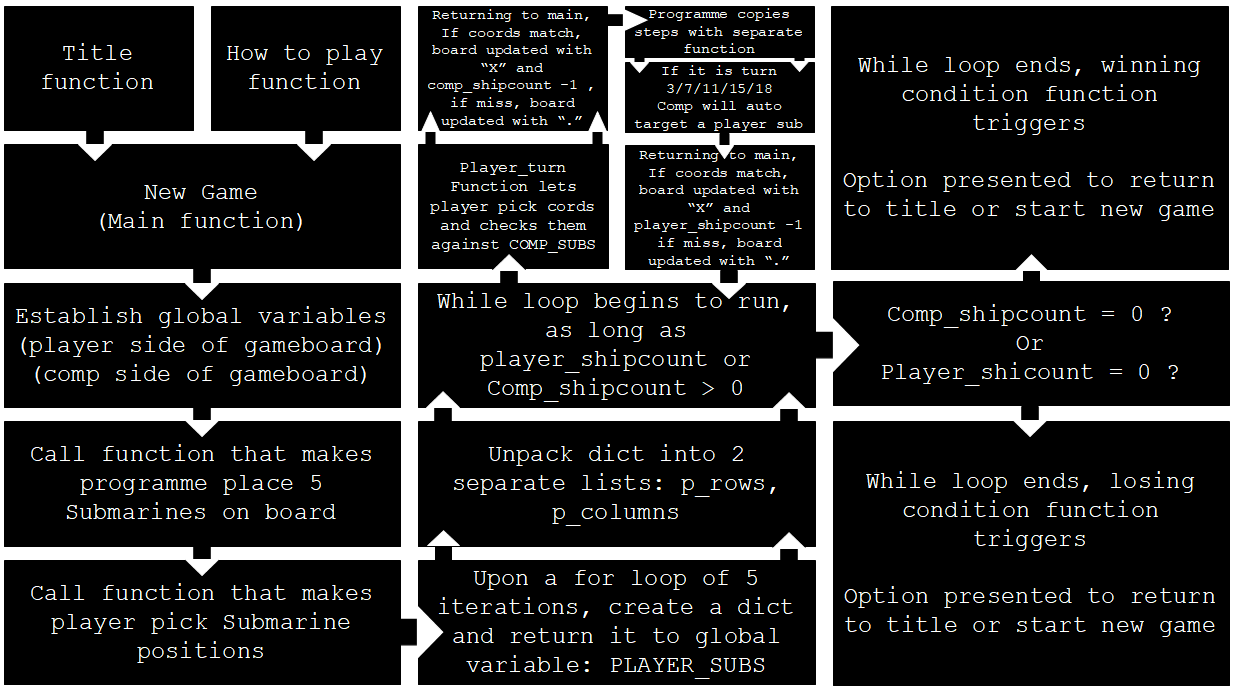 Title
function
How to play
function
New Game
(Main function)
Establish global variables
(player side of gameboard)
(comp side of gameboard)
Call function that makes
programme place 5
Submarines on board
Call function that makes
player pick Submarine
positions
Upon a for loop of 5
iterations, create a dict
and return it to global
variable: PLAYER_SUBS
Unpack dict into 2
separate lists: p_rows,
p_columns
While loop begins to run,
as long as
player_shipcount or
Comp_shipcount > 0
Player_turn
Function lets
player pick cords
and checks them
against COMP_SUBS
Returning to main,
If coords match,
board updated with
“X” and
comp_shipcount -1 ,
if miss, board
updated with “.”
Programme copies
steps with separate
function
If it is turn
3/7/11/15/18
Comp will auto
target a player sub
Returning to main,
If coords match,
board updated with
“X” and
player_shipcount -1
if miss, board
updated with “.”
Comp_shipcount = 0 ?
Or
Player_shicount = 0 ?
While loop ends, winning
condition function
triggers
Option presented to return
to title or start new game
While loop ends, losing
condition function
triggers
Option presented to return
to title or start new game